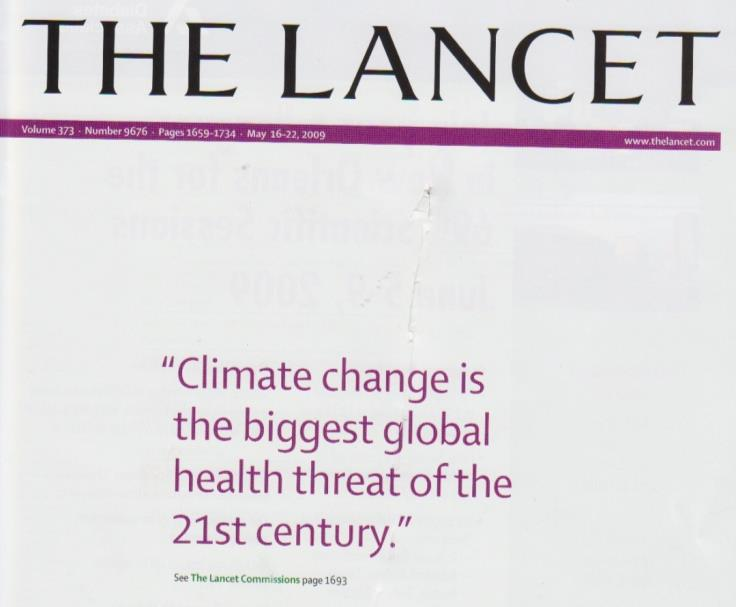 THE LANCET
Volume 373 · Number 9676 · Pages 1659–1734 · May 16–22, 2009
www.thelancet.com
“Climate change is
the biggest global
health threat of the
21st century.”
See The Lancet Commissions page 1693